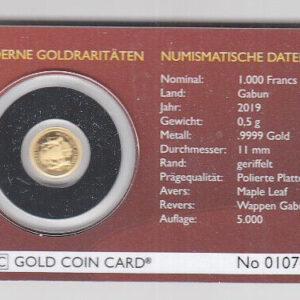 DERNE GOLDRARITÄTEN
NUMISMATISCHE DATE
Nominal: 1.000 Francs
Land: Gabun
Jahr: 2019
Gewicht: 0,5 g
Metall: .9999 Gold
Durchmesser: 11 mm
Rand: geriffelt
Prägequalität: Polierte Platte
Avers: Maple Leaf
Revers: Wappen Gabu
Auflage: 5.000
C GOLD COIN CARD®
No 0107